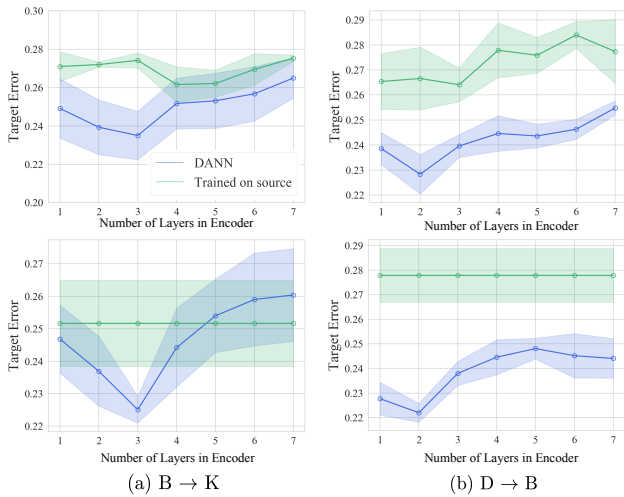 0.30
0.28
0.26
0.24
0.22
0.20
Target Error
DANN
Trained on source
1 2 3 4 5 6 7
Number of Layers in Encoder
0.29
0.28
0.27
0.26
0.25
0.24
0.23
0.22
Target Error
1 2 3 4 5 6 7
Number of Layers in Encoder
0.27
0.26
0.25
0.24
0.23
0.22
Target Error
1 2 3 4 5 6 7
Number of Layers in Encoder
(a) B → K
0.29
0.28
0.27
0.26
0.25
0.24
0.23
0.22
Target Error
1 2 3 4 5 6 7
Number of Layers in Encoder
(b) D → B